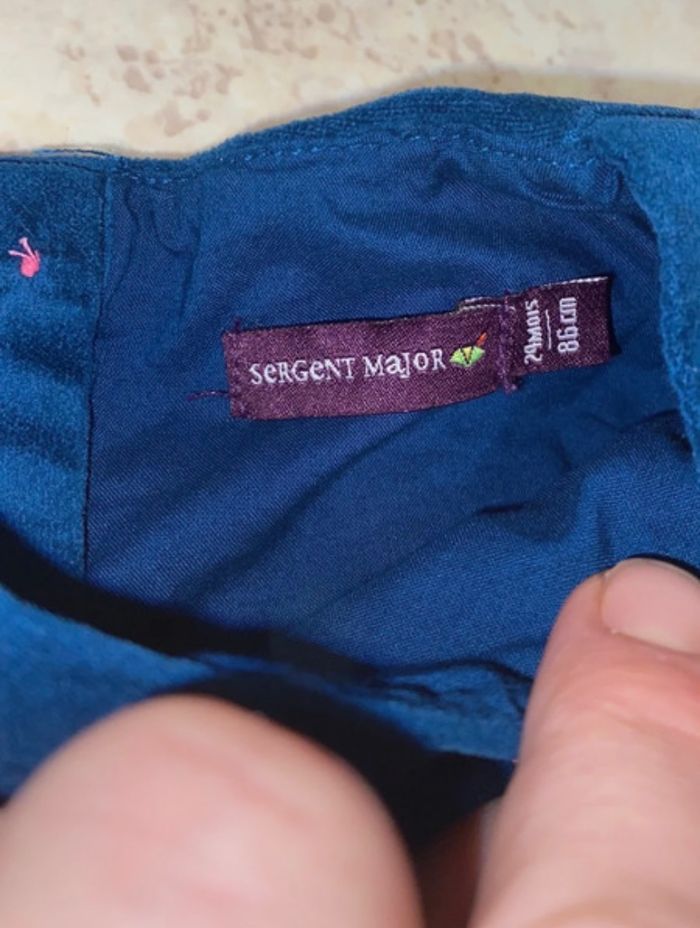 SeRGeNT MaJOR
24MOIS
86CM